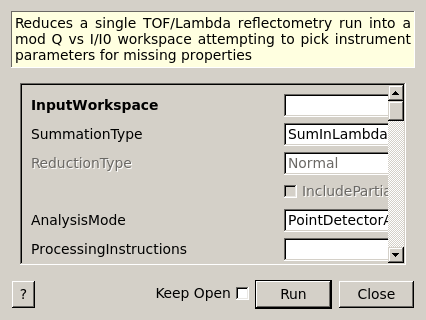 Reduces a single TOF/Lambda reflectometry run into a
mod Q vs I/I0 workspace attempting to pick instrument
parameters for missing properties
InputWorkspace
SummationType SumInLambda
ReductionType Normal
IncludePartia
AnalysisMode PointDetectorA
ProcessingInstructions
? Keep Open Run Close